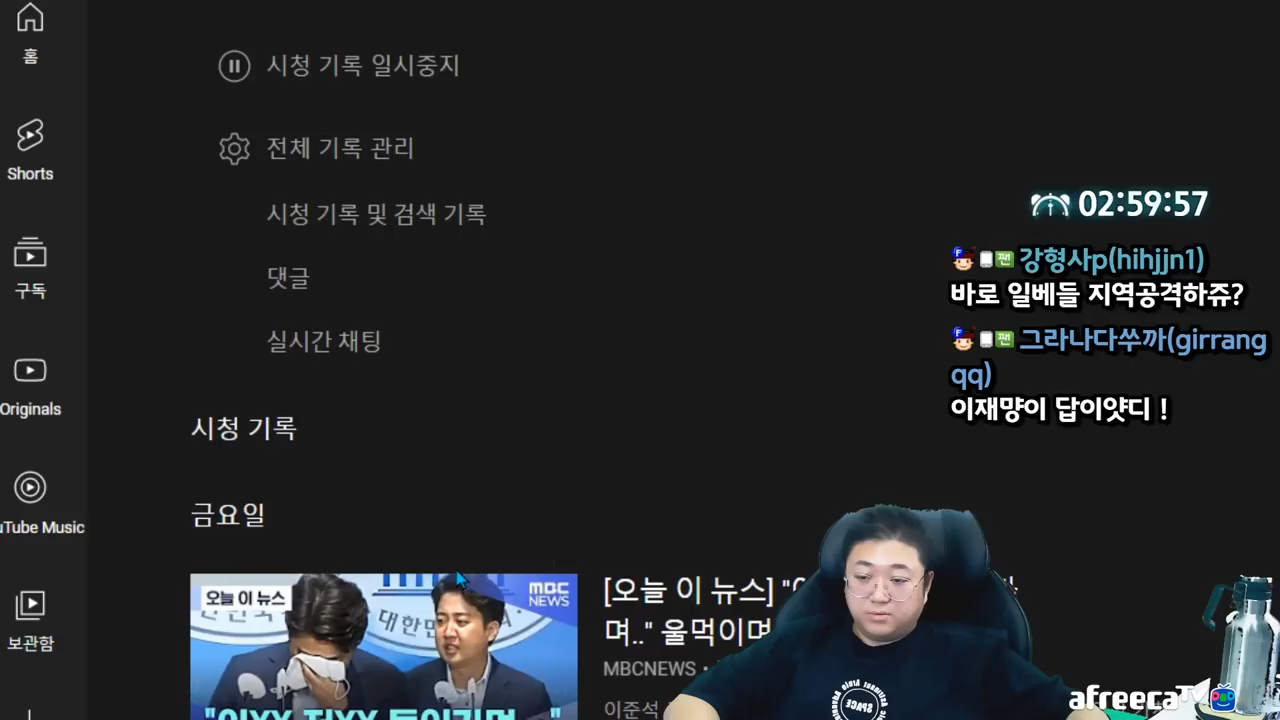 홈
Shorts
구독
Originals
uTube Music
보관함
시청 기록 일시중지
전체 기록 관리
시청 기록 및 검색 기록
댓글
실시간 채팅
시청 기록
금요일
오늘 이 뉴스
MBC
NEWS
[오늘 이 뉴스]
며.." 울먹이며
MBCNEWS •
이준석
02:59:57
강형사p(hihjjn1)
바로 일베들 지역공격하쥬?
그라나다쑤까(girrang
qq)
이재먕이 답이얏디 !
SPACE
afreecaTV